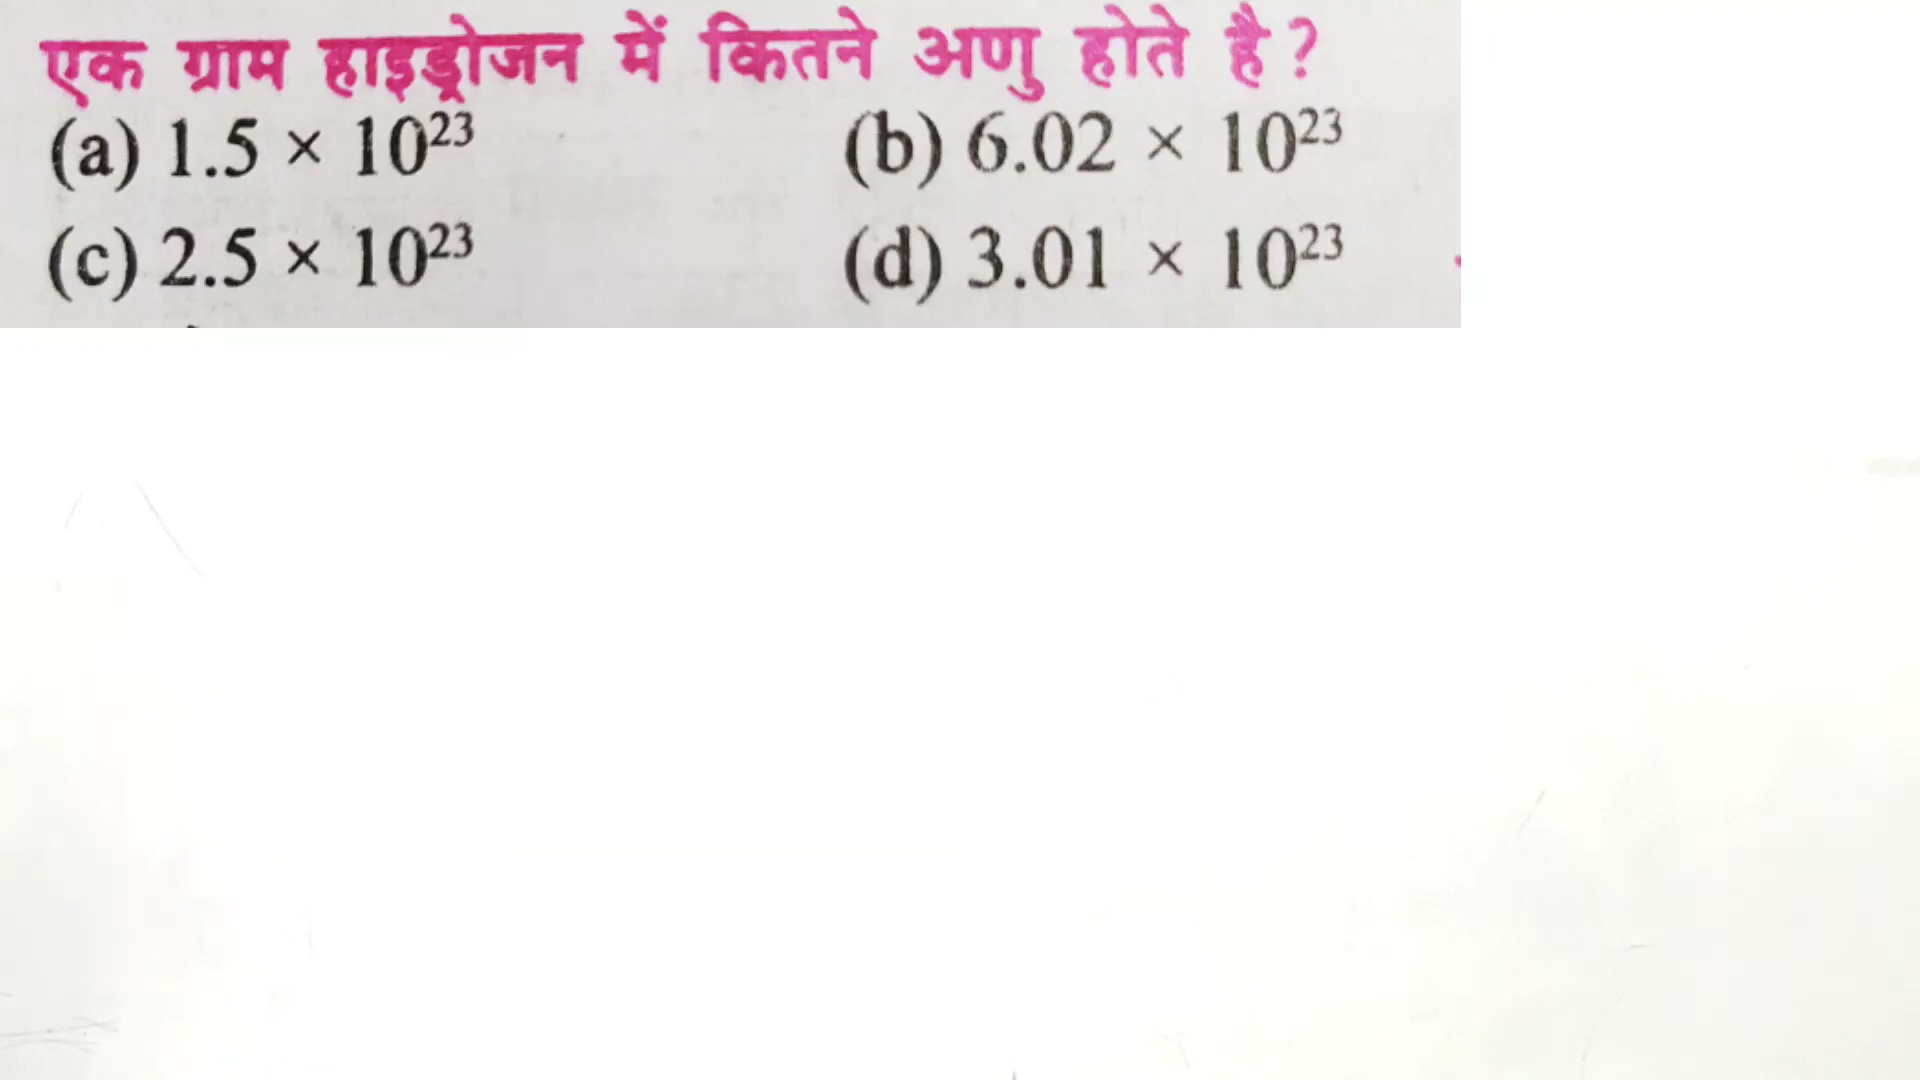 एक ग्राम हाइड्रोजन में कितने अणु होते है ?
(a) 1.5 × 10²³ (b) 6.02 × 10²³
(c) 2.5 × 10²³ (d) 3.01 × 10²³